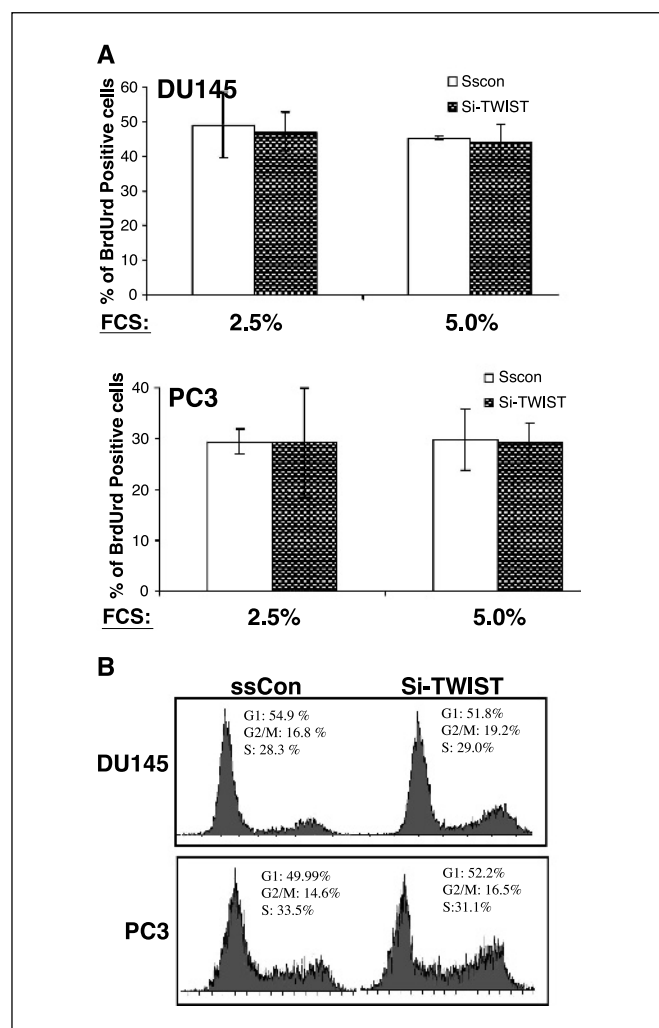 A
DU145
Sscon
Si-TWIST
% of BrdUrd Positive cells
60
50
40
30
20
10
0
FCS: 2.5% 5.0%
PC3
Sscon
Si-TWIST
% of BrdUrd Positive cells
40
30
20
10
0
FCS: 2.5% 5.0%
B
ssCon Si-TWIST
DU145
G1: 54.9 %
G2/M: 16.8 %
S: 28.3 %
G1: 51.8%
G2/M: 19.2%
S: 29.0%
PC3
G1: 49.99%
G2/M: 14.6%
S: 33.5%
G1: 52.2%
G2/M: 16.5%
S:31.1%